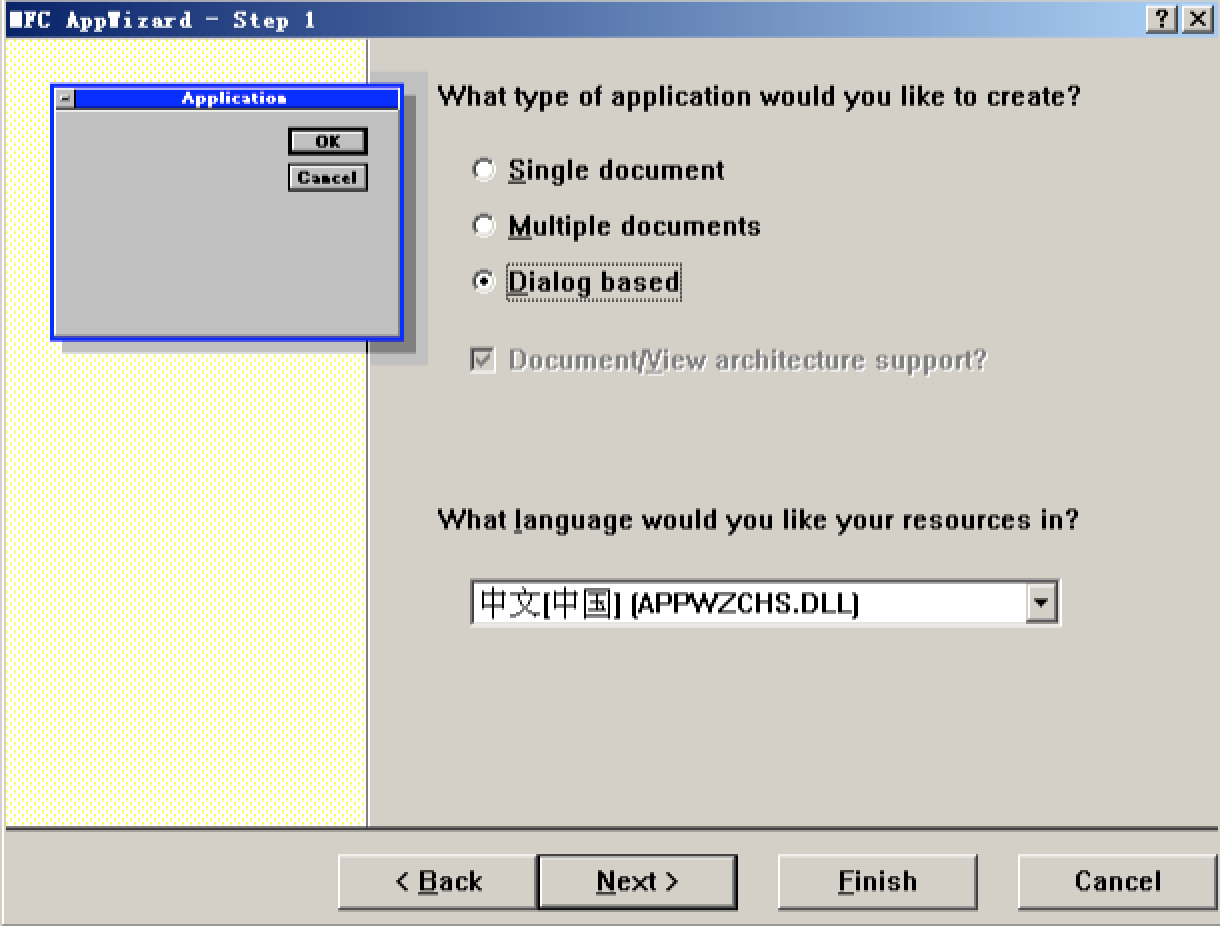 MFC AppWizard - Step 1
Application
OK
Cancel
What type of application would you like to create?
Single document
Multiple documents
Dialog based
Document/View architecture support?
What language would you like your resources in?
中文[中国] (APPWZCHS.DLL)
< Back
Next >
Finish
Cancel